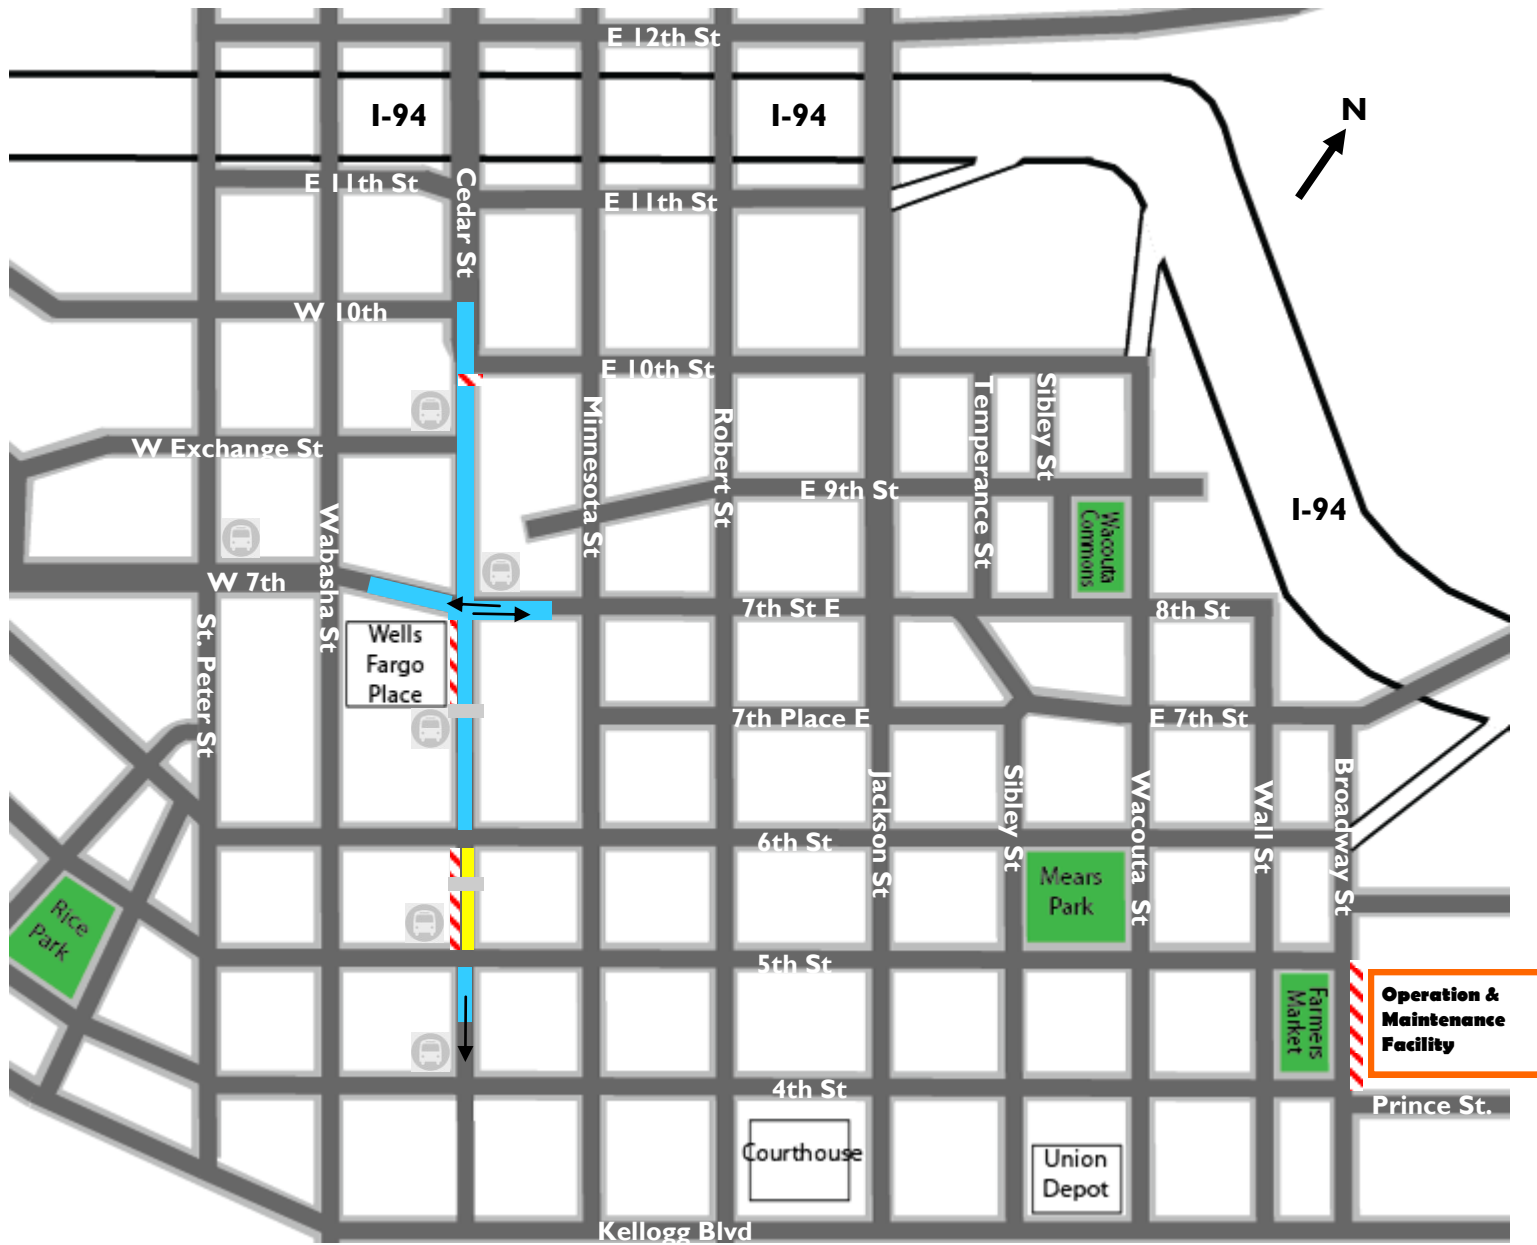 E 12th St
I-94
I-94
N
E 11th St
Cedar St
E 11th St
W 10th
E 10th St
Minnesota St
Robert St
Temperance St
Sibley St
W Exchange St
E 9th St
I-94
Wacouta
Commons
Wabasha St
W 7th
7th St E
8th St
St. Peter St
Wells
Fargo
Place
7th Place E
E 7th St
Jackson St
Sibley St
Wacouta St
Wall St
Broadway St
6th St
Mears
Park
Rice
Park
5th St
Farmers
Market
Operation &
Maintenance
Facility
4th St
Prince St.
Courthouse
Union
Depot
Kellogg Blvd